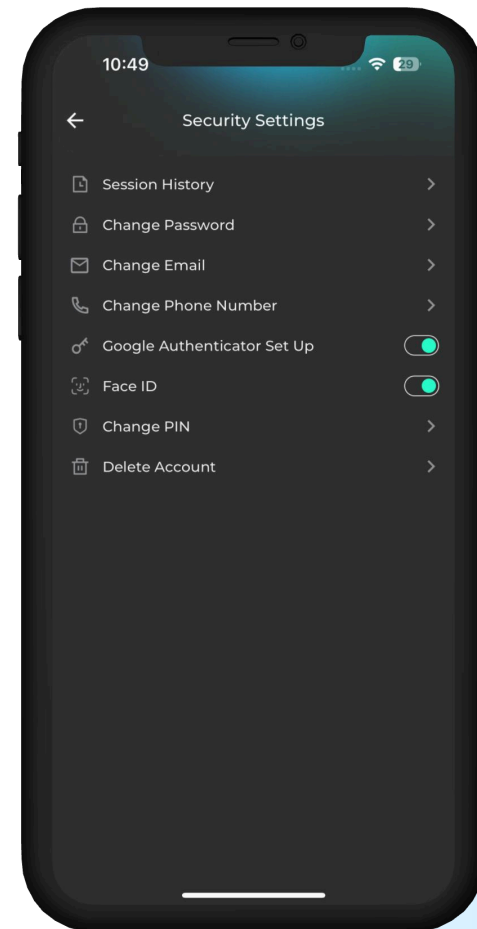 10:49
29
Security Settings
Session History
Change Password
Change Email
Change Phone Number
Google Authenticator Set Up
Face ID
Change PIN
Delete Account